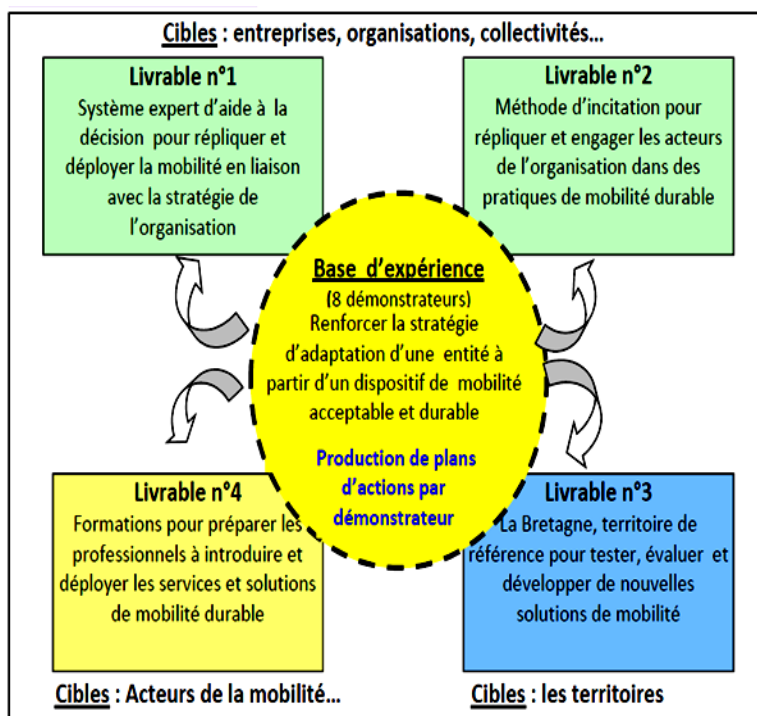 Cibles : entreprises, organisations, collectivités…
Livrable n°1
Système expert d'aide à la
décision pour répliquer et
déployer la mobilité en liaison
avec la stratégie de
l'organisation
Livrable n°2
Méthode d'incitation pour
répliquer et engager les acteurs
de l'organisation dans des
pratiques de mobilité durable
Base d'expérience
(8 démonstrateurs)
Renforcer la stratégie
d'adaptation d'une entité à
partir d'un dispositif de mobilité
acceptable et durable
Production de plans
d'actions par
démonstrateur
Livrable n°4
Formations pour préparer les
professionnels à introduire et
déployer les services et solutions
de mobilité durable
Livrable n°3
La Bretagne, territoire de
référence pour tester, évaluer et
développer de nouvelles
solutions de mobilité
Cibles : Acteurs de la mobilité…
Cibles : les territoires